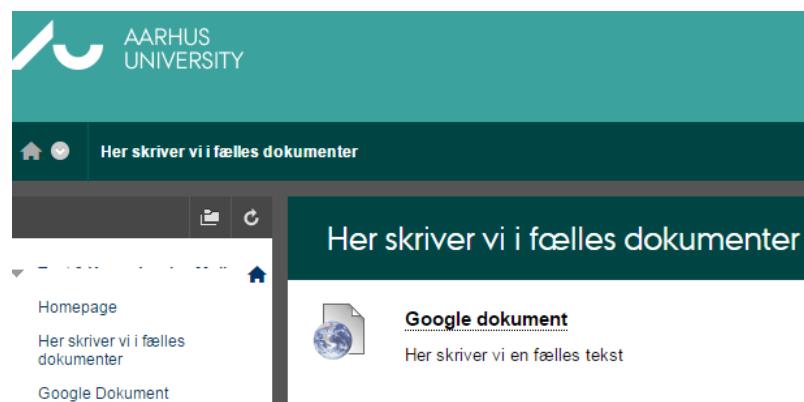 AARHUS
UNIVERSITY
Her skriver vi i fælles dokumenter
Her skriver vi i fælles dokumenter
Homepage
Her skriver vi i fælles
dokumenter
Google Dokument
Google dokument
Her skriver vi en fælles tekst